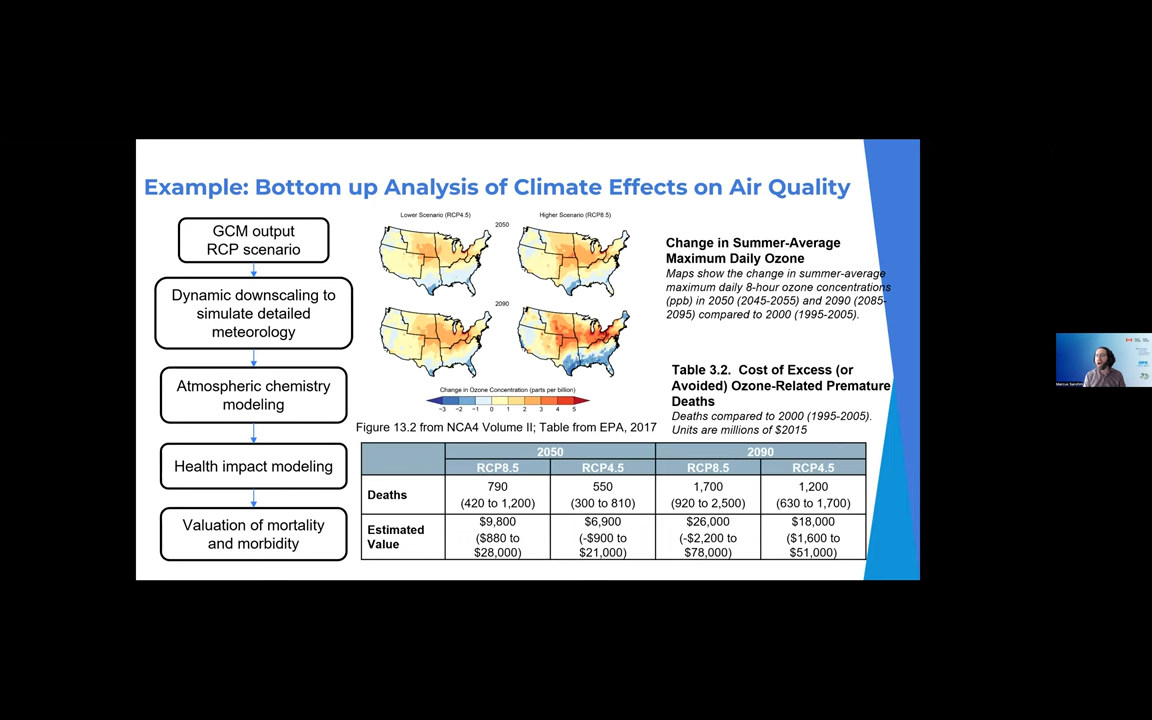 Example: Bottom up Analysis of Climate Effects on Air Quality
GCM output
RCP scenario
Dynamic downscaling to
simulate detailed
meteorology
Atmospheric chemistry
modeling
Health impact modeling
Valuation of mortality
and morbidity
Lower Scenario (RCP4.5)
Higher Scenario (RCP8.5)
2050
2090
Change in Ozone Concentration (parts per billion)
−3 −2 −1 0 1 2 3 4 5
Figure 13.2 from NCA4 Volume II; Table from EPA, 2017
Change in Summer-Average
Maximum Daily Ozone
Maps show the change in summer-average
maximum daily 8-hour ozone concentrations
(ppb) in 2050 (2045-2055) and 2090 (2085-
2095) compared to 2000 (1995-2005).
Table 3.2. Cost of Excess (or
Avoided) Ozone-Related Premature
Deaths
Deaths compared to 2000 (1995-2005).
Units are millions of $2015
2050 2090
RCP8.5 RCP4.5 RCP8.5 RCP4.5
Deaths
790 550 1,700 1,200
(420 to 1,200) (300 to 810) (920 to 2,500) (630 to 1,700)
Estimated
Value
$9,800 $6,900 $26,000 $18,000
($880 to (-$900 to (-$2,200 to ($1,600 to
$28,000) $21,000) $78,000) $51,000)